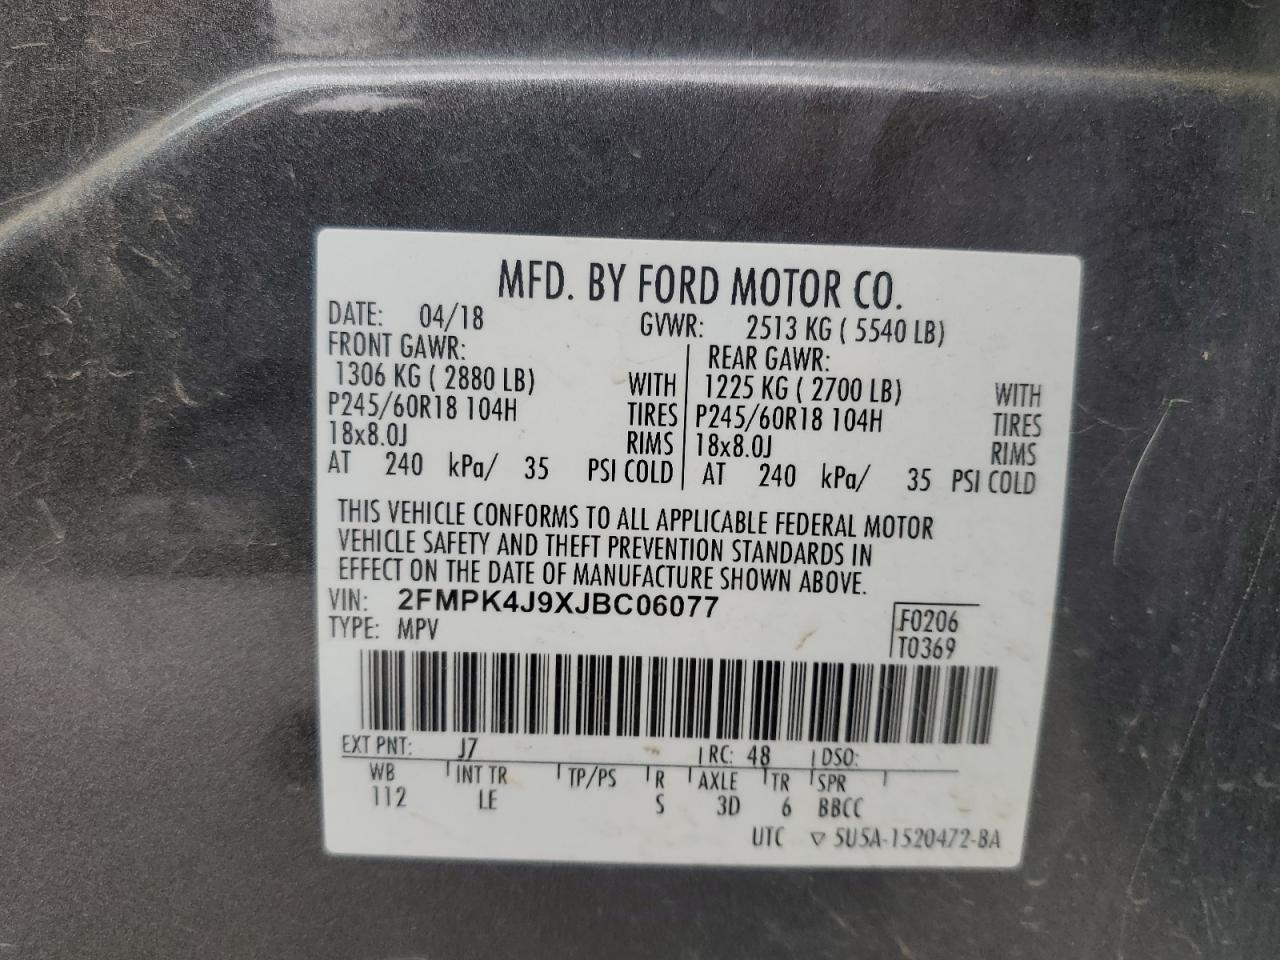 MFD. BY FORD MOTOR CO.
DATE: 04/18 GVWR: 2513 KG ( 5540 LB)
FRONT GAWR: REAR GAWR:
1306 KG ( 2880 LB) WITH 1225 KG ( 2700 LB) WITH
P245/60R18 104H TIRES P245/60R18 104H TIRES
18x8.0J RIMS 18x8.0J RIMS
AT 240 kPa/ 35 PSI COLD AT 240 kPa/ 35 PSI COLD
THIS VEHICLE CONFORMS TO ALL APPLICABLE FEDERAL MOTOR
VEHICLE SAFETY AND THEFT PREVENTION STANDARDS IN
EFFECT ON THE DATE OF MANUFACTURE SHOWN ABOVE.
VIN: 2FMPK4J9XJBC06077
F0206
TYPE: MPV
T0369
EXT PNT: J7 RC: 48 DSO:
WB INT TR TP/PS R AXLE TR SPR
112 LE S 3D 6 BBCC
UTC ▽ 5U5A-1520472-BA